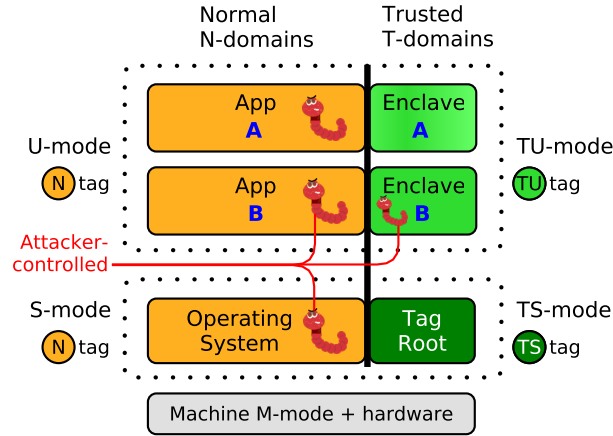 Normal
N-domains
Trusted
T-domains
App
A
Enclave
A
U-mode
N tag
TU-mode
TU tag
App
B
Enclave
B
Attacker-
controlled
S-mode
N tag
Operating
System
Tag
Root
TS-mode
TS tag
Machine M-mode + hardware